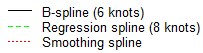 B-spline (6 knots)
Regression spline (8 knots)
Smoothing spline